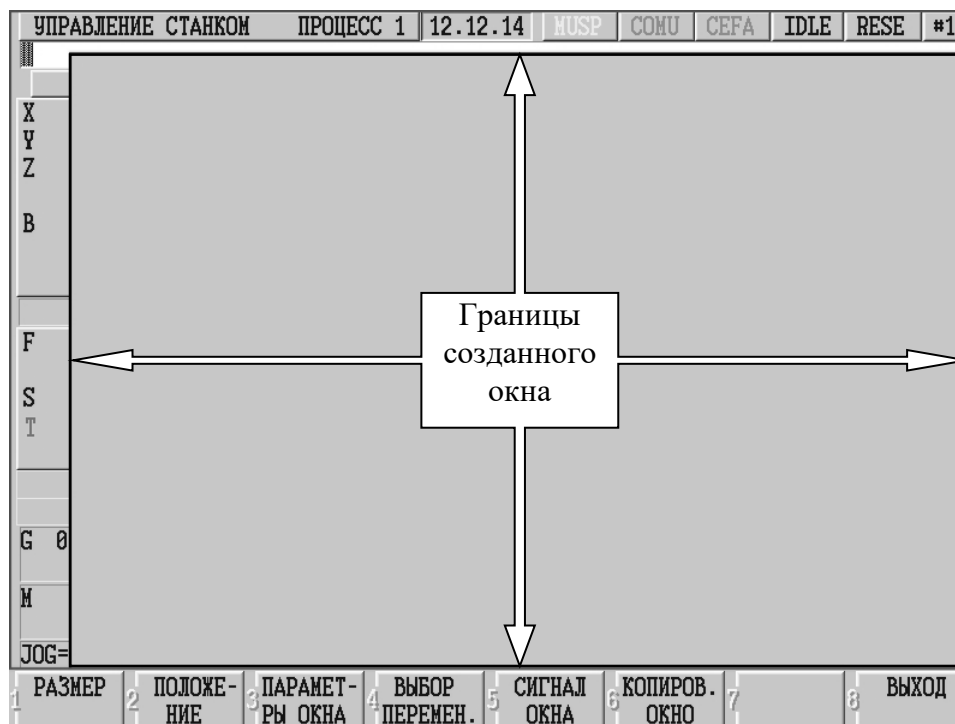 УПРАВЛЕНИЕ СТАНКОМ ПРОЦЕСС 1 12.12.14 MUSP COMU CEFA IDLE RESE #1
X
Y
Z
B
Границы
созданного
окна
F
S
T
G 0
M
JOG=
1 РАЗМЕР 2 ПОЛОЖЕ- 3 ПАРАМЕТ- 4 ВЫБОР 5 СИГНАЛ 6 КОПИРОВ. 7 8 ВЫХОД
НИЕ РЫ ОКНА ПЕРЕМЕН. ОКНА ОКНО